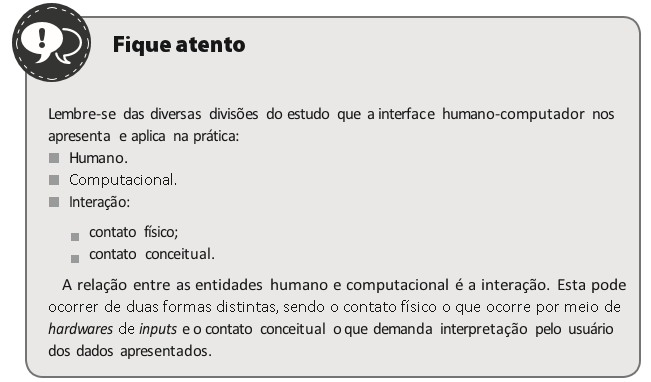 Fique atento
Lembre-se das diversas divisões do estudo que a interface humano-computador nos
apresenta e aplica na prática:
Humano.
Computacional.
Interação:
contato físico;
contato conceitual.
A relação entre as entidades humano e computacional é a interação. Esta pode
ocorrer de duas formas distintas, sendo o contato físico o que ocorre por meio de
hardwares de inputs e o contato conceitual o que demanda interpretação pelo usuário
dos dados apresentados.